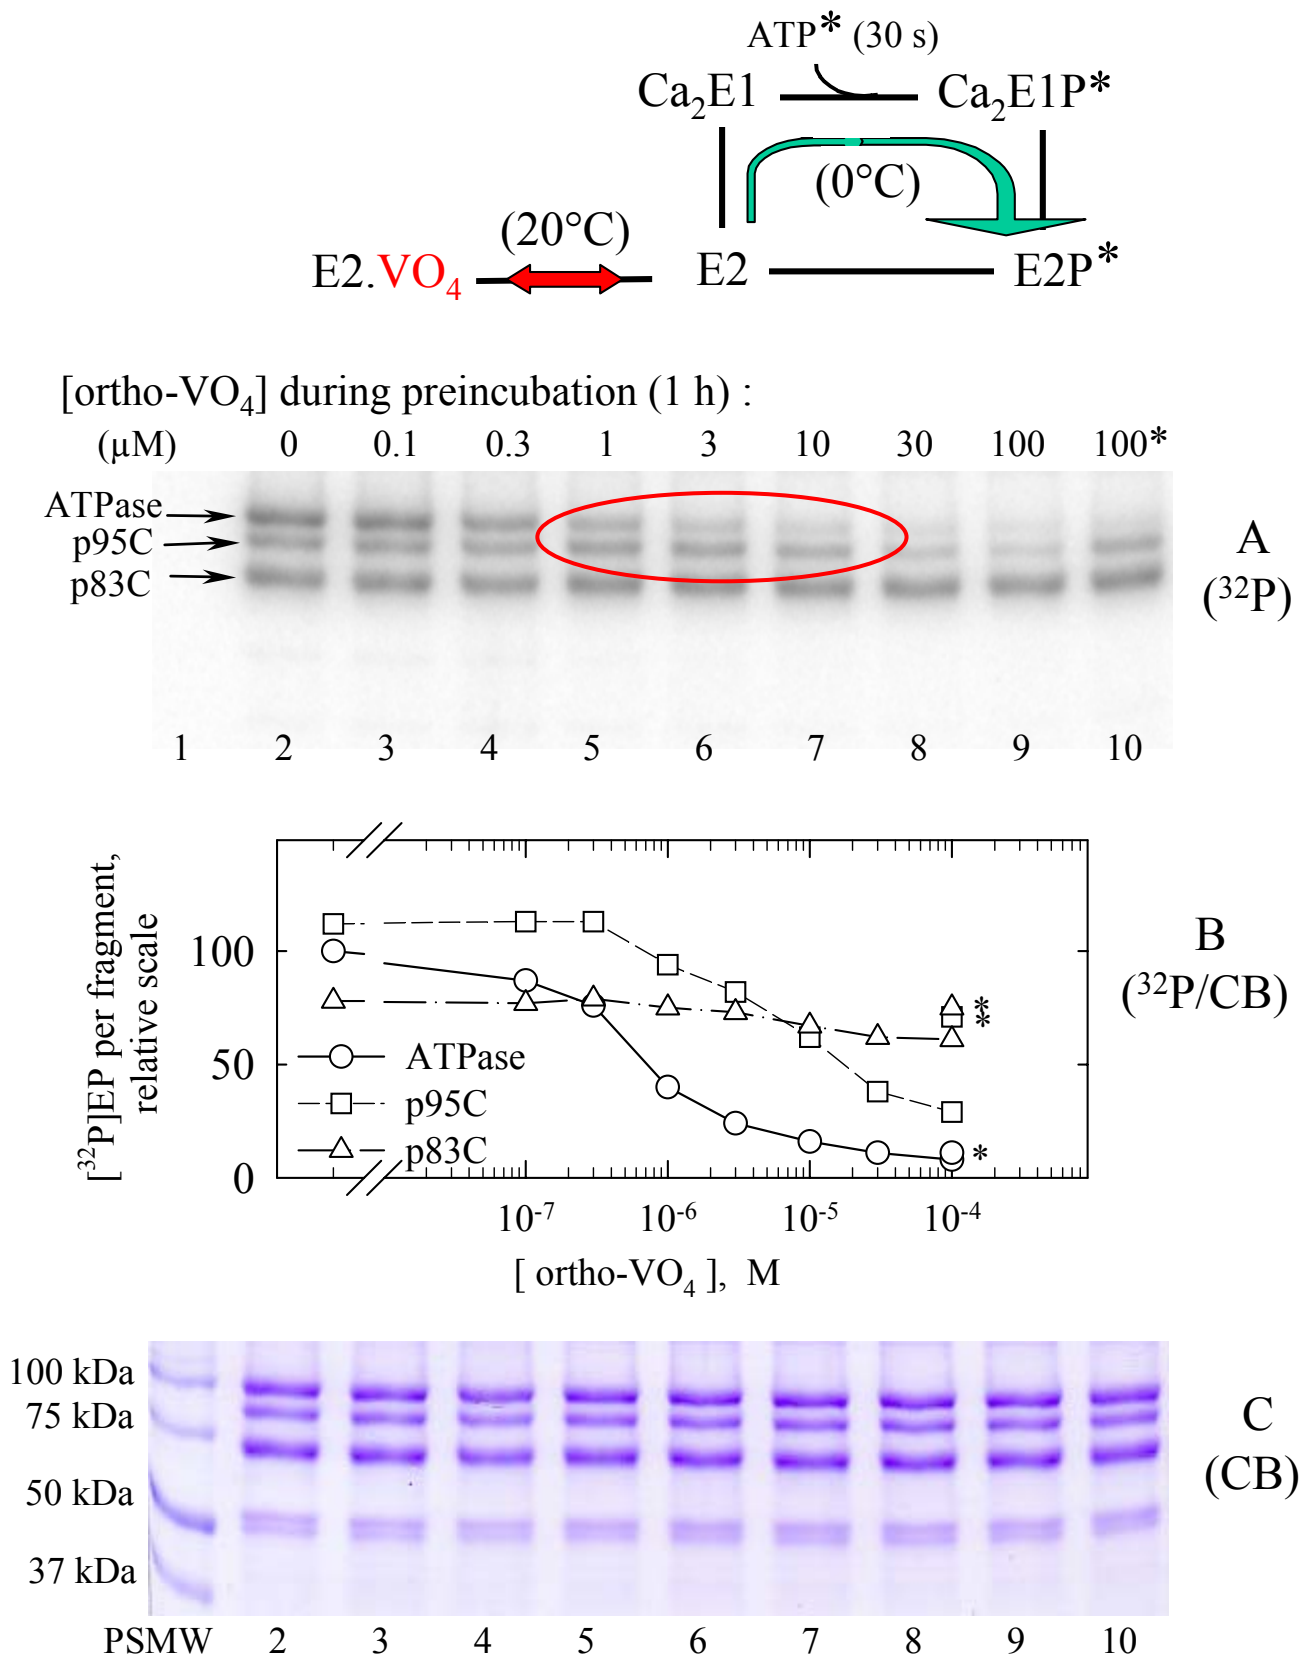 ATP* (30 s)
Ca₂E1
Ca₂E1P*
(0°C)
(20°C)
E2.VO₄
E2
E2P*
[ortho-VO₄] during preincubation (1 h) :
(µM) 0 0.1 0.3 1 3 10 30 100 100*
ATPase
p95C
p83C
A
(³²P)
1 2 3 4 5 6 7 8 9 10
[³²P]EP per fragment,
relative scale
100
50
0
ATPase
p95C
p83C
*
*
*
B
(³²P/CB)
10⁻⁷ 10⁻⁶ 10⁻⁵ 10⁻⁴
[ ortho-VO₄ ], M
100 kDa
75 kDa
50 kDa
37 kDa
C
(CB)
PSMW 2 3 4 5 6 7 8 9 10